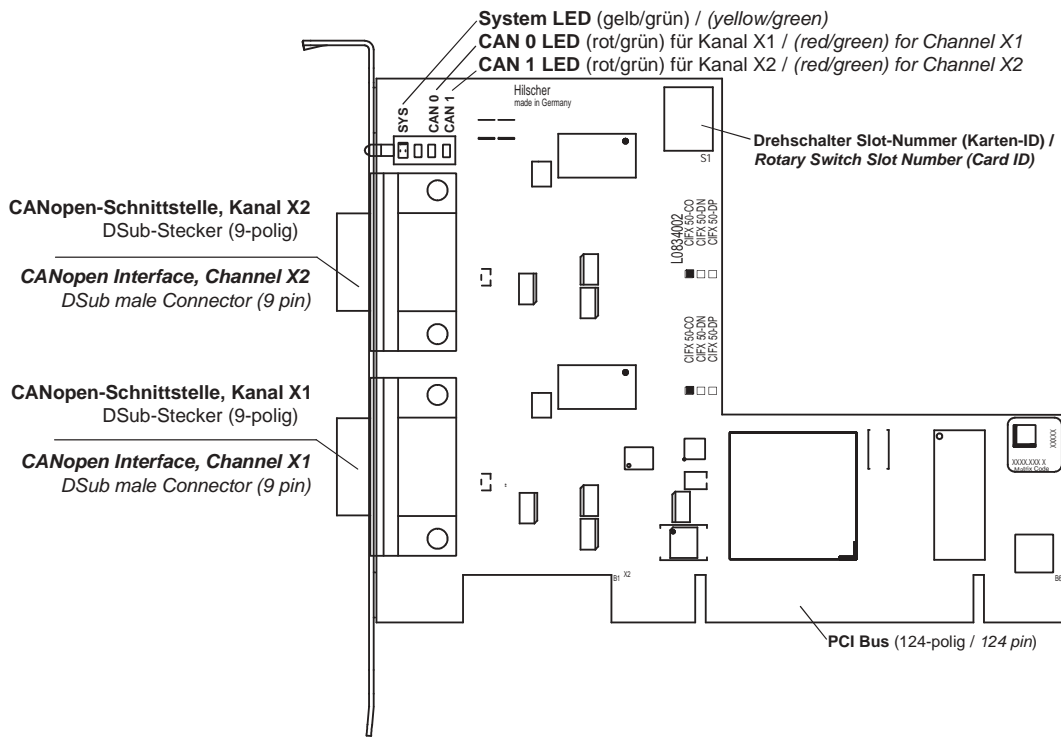 System LED (gelb/grün) / (yellow/green)
CAN 0 LED (rot/grün) für Kanal X1 / (red/green) for Channel X1
CAN 1 LED (rot/grün) für Kanal X2 / (red/green) for Channel X2
SYS
CAN 0
CAN 1
Hilscher
made in Germany
S1
Drehschalter Slot-Nummer (Karten-ID) /
Rotary Switch Slot Number (Card ID)
CANopen-Schnittstelle, Kanal X2
DSub-Stecker (9-polig)
CANopen Interface, Channel X2
DSub male Connector (9 pin)
L0834002
CIFX 50-CO
CIFX 50-DN
CIFX 50-DP
CIFX 50-CO
CIFX 50-DN
CIFX 50-DP
CANopen-Schnittstelle, Kanal X1
DSub-Stecker (9-polig)
CANopen Interface, Channel X1
DSub male Connector (9 pin)
XXXXX
XXXX.XXX X
Matrix Code
B1
X2
PCI Bus (124-polig / 124 pin)